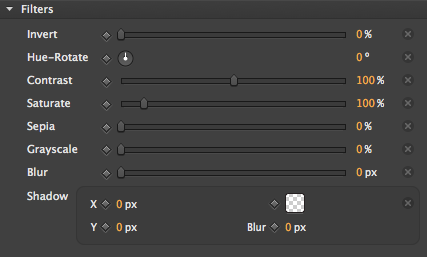 Filters
Invert 0 %
Hue-Rotate 0 °
Contrast 100 %
Saturate 100 %
Sepia 0 %
Grayscale 0 %
Blur 0 px
Shadow
X 0 px
Y 0 px Blur 0 px